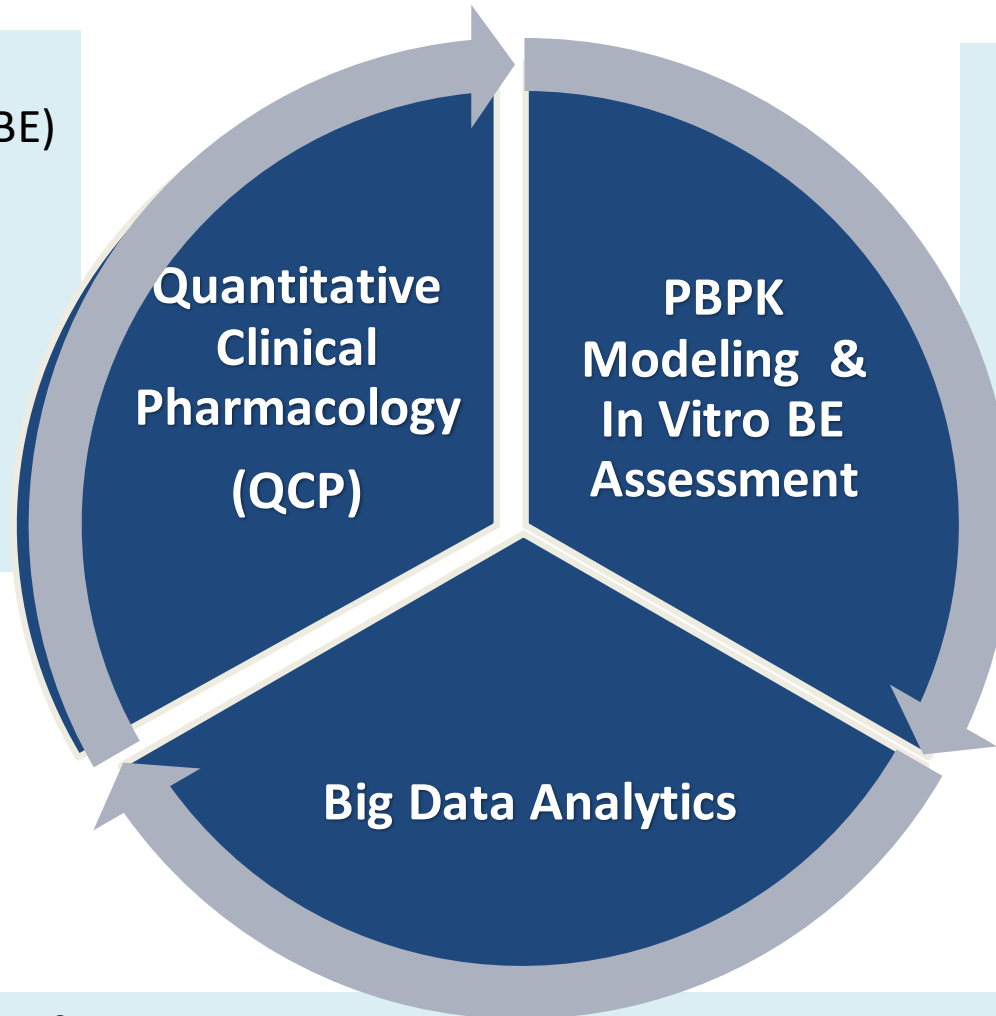 BE)
Quantitative
Clinical
Pharmacology
(QCP)
PBPK
Modeling &
In Vitro BE
Assessment
Big Data Analytics